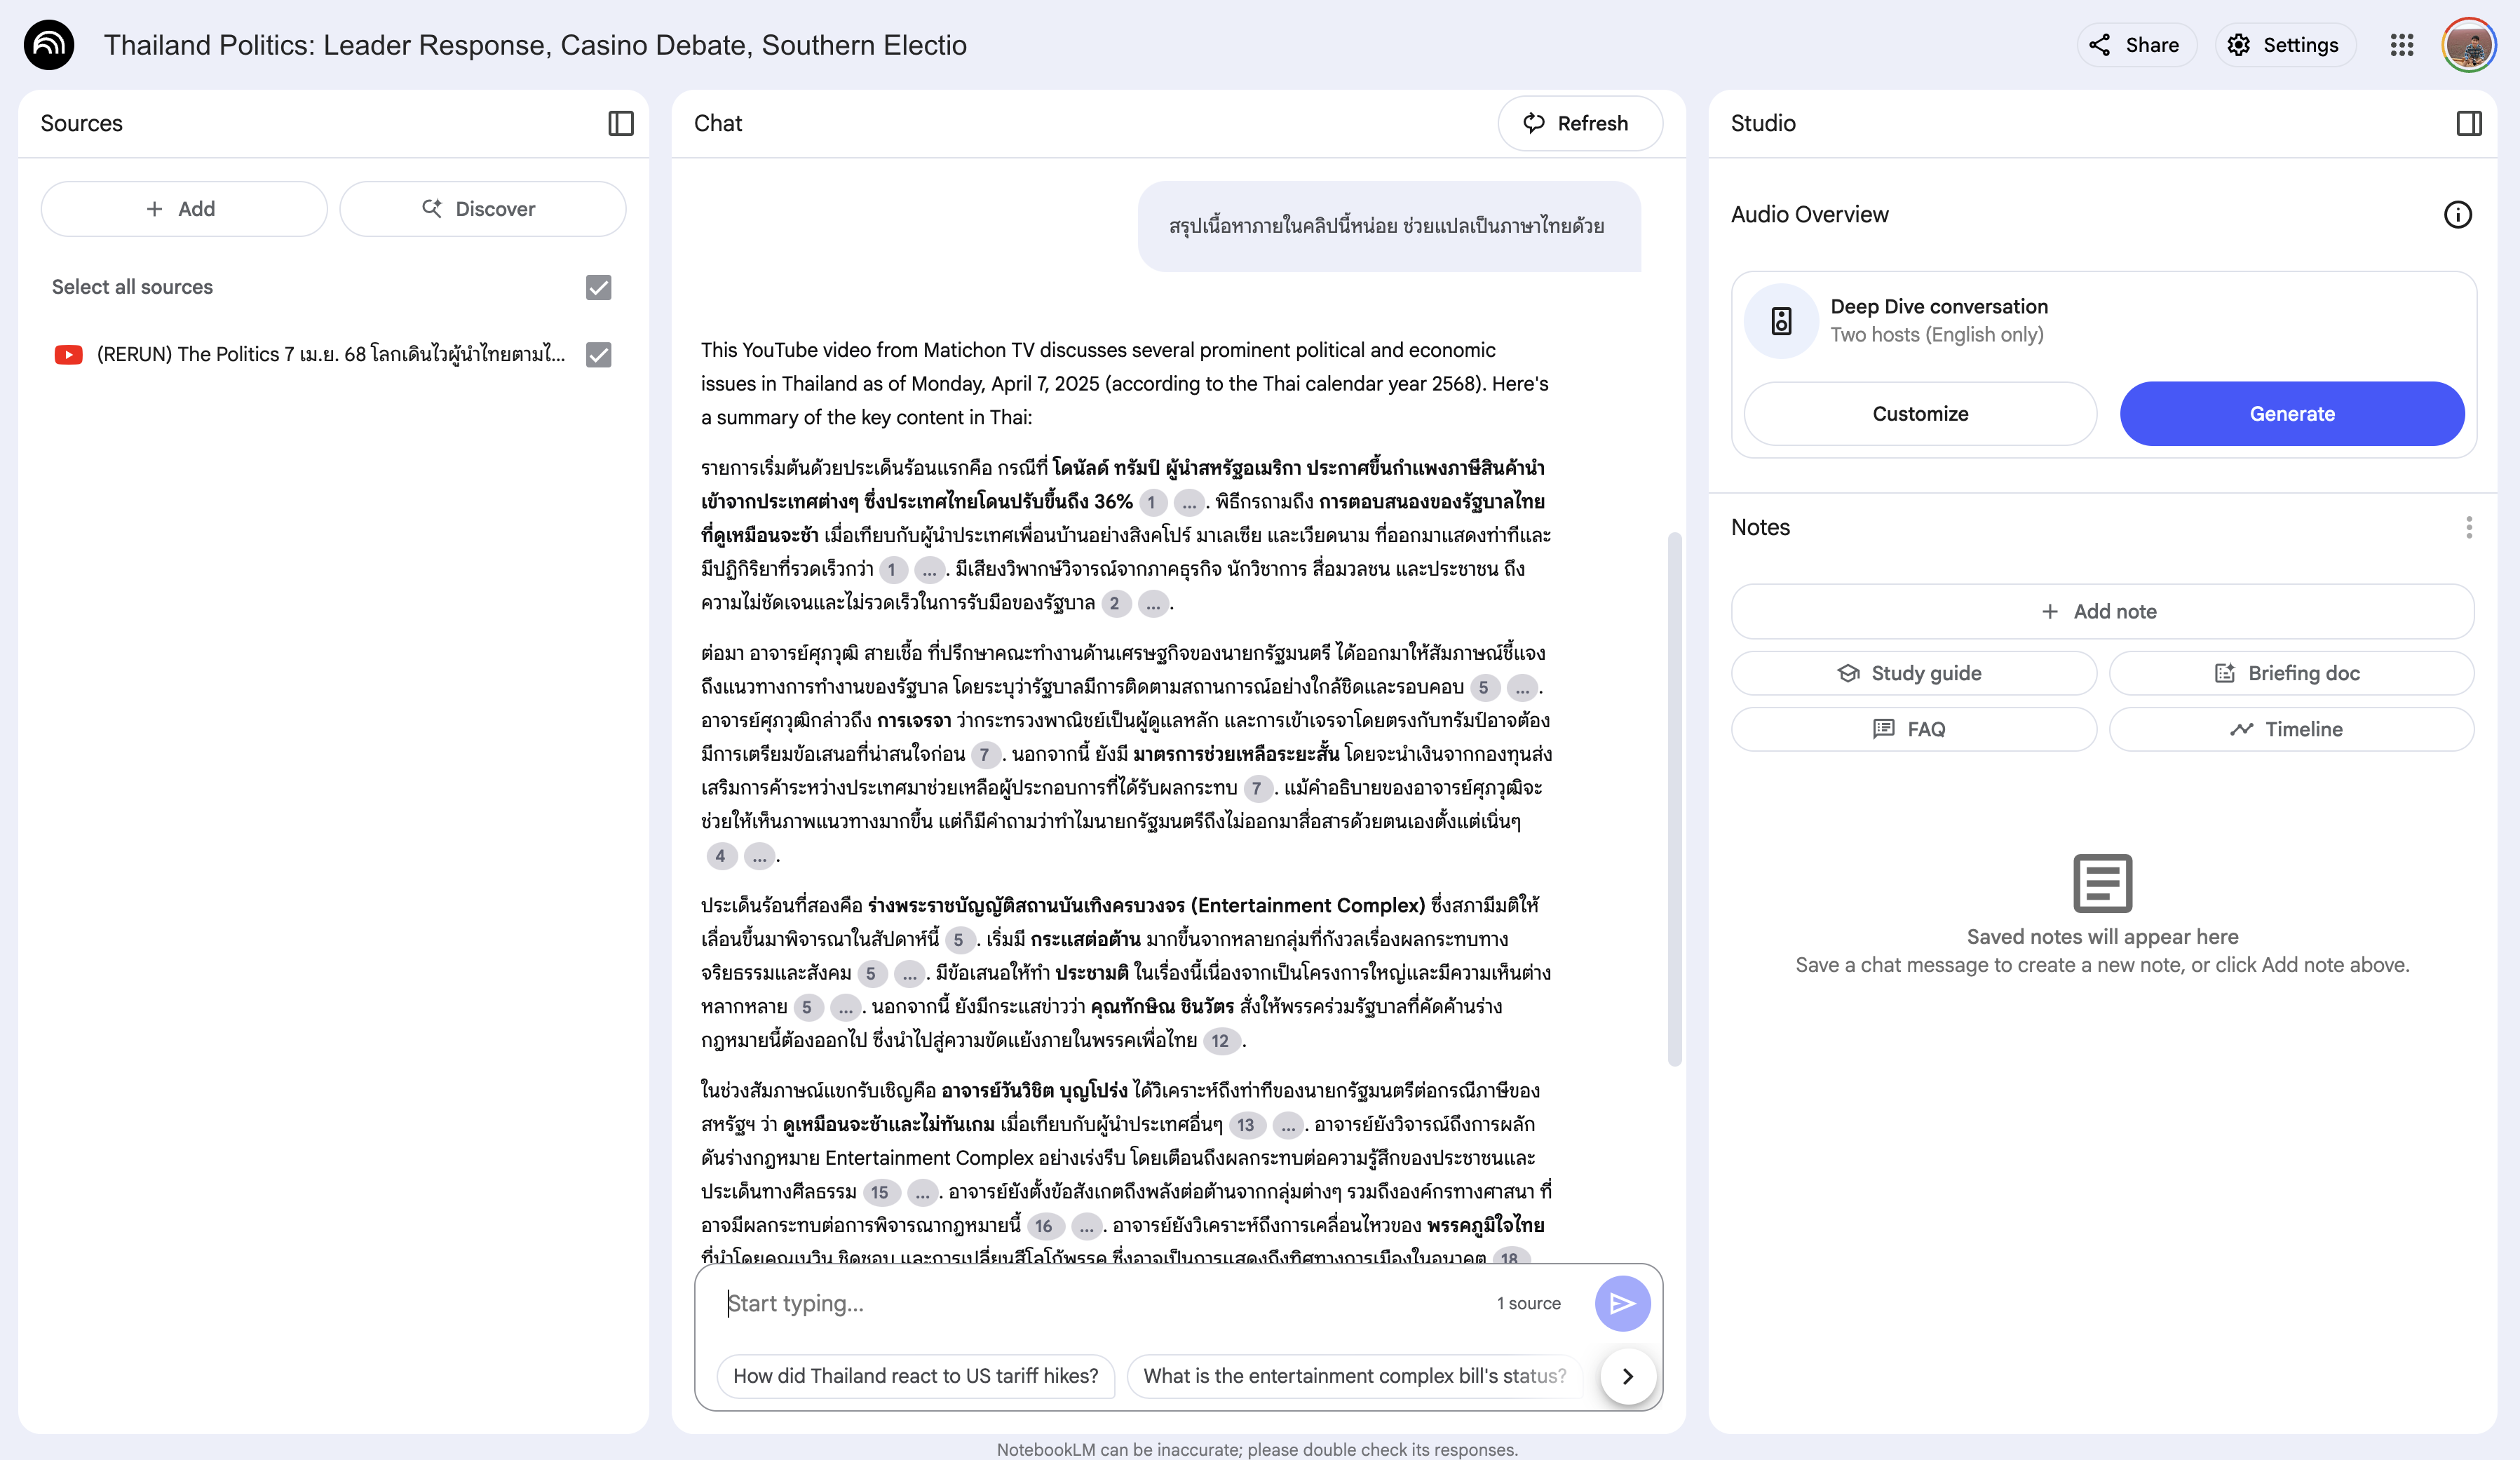 Thailand Politics: Leader Response, Casino Debate, Southern Electio
Share
Settings
Sources
Add
Discover
Select all sources
(RERUN) The Politics 7 เม.ย. 68 โลกเดินไวผู้นำไทยตามไ...
Chat
Refresh
สรุปเนื้อหาภายในคลิปนี้หน่อย ช่วยแปลเป็นภาษาไทยด้วย
This YouTube video from Matichon TV discusses several prominent political and economic
issues in Thailand as of Monday, April 7, 2025 (according to the Thai calendar year 2568). Here's
a summary of the key content in Thai:
รายการเริ่มต้นด้วยประเด็นร้อนแรกคือ กรณีที่ โดนัลด์ ทรัมป์ ผู้นำสหรัฐอเมริกา ประกาศขึ้นกำแพงภาษีสินค้านำ
เข้าจากประเทศต่างๆ ซึ่งประเทศไทยโดนปรับขึ้นถึง 36% 1 ... . พิธีกรถามถึง การตอบสนองของรัฐบาลไทย
ที่ดูเหมือนจะช้า เมื่อเทียบกับผู้นำประเทศเพื่อนบ้านอย่างสิงคโปร์ มาเลเซีย และเวียดนาม ที่ออกมาแสดงท่าทีและ
มีปฏิกิริยาที่รวดเร็วกว่า 1 ... . มีเสียงวิพากษ์วิจารณ์จากภาคธุรกิจ นักวิชาการ สื่อมวลชน และประชาชน ถึง
ความไม่ชัดเจนและไม่รวดเร็วในการรับมือของรัฐบาล 2 ... .
ต่อมา อาจารย์ศุภวุฒิ สายเชื้อ ที่ปรึกษาคณะทำงานด้านเศรษฐกิจของนายกรัฐมนตรี ได้ออกมาให้สัมภาษณ์ชี้แจง
ถึงแนวทางการทำงานของรัฐบาล โดยระบุว่ารัฐบาลมีการติดตามสถานการณ์อย่างใกล้ชิดและรอบคอบ 5 ... .
อาจารย์ศุภวุฒิกล่าวถึง การเจรจา ว่ากระทรวงพาณิชย์เป็นผู้ดูแลหลัก และการเข้าเจรจาโดยตรงกับทรัมป์อาจต้อง
มีการเตรียมข้อเสนอที่น่าสนใจก่อน 7 . นอกจากนี้ ยังมี มาตรการช่วยเหลือระยะสั้น โดยจะนำเงินจากกองทุนส่ง
เสริมการค้าระหว่างประเทศมาช่วยเหลือผู้ประกอบการที่ได้รับผลกระทบ 7 . แม้คำอธิบายของอาจารย์ศุภวุฒิจะ
ช่วยให้เห็นภาพแนวทางมากขึ้น แต่ก็มีคำถามว่าทำไมนายกรัฐมนตรีถึงไม่ออกมาสื่อสารด้วยตนเองตั้งแต่เนิ่นๆ
4 ... .
ประเด็นร้อนที่สองคือ ร่างพระราชบัญญัติสถานบันเทิงครบวงจร (Entertainment Complex) ซึ่งสภามีมติให้
เลื่อนขึ้นมาพิจารณาในสัปดาห์นี้ 5 . เริ่มมี กระแสต่อต้าน มากขึ้นจากหลายกลุ่มที่กังวลเรื่องผลกระทบทาง
จริยธรรมและสังคม 5 ... . มีข้อเสนอให้ทำ ประชามติ ในเรื่องนี้เนื่องจากเป็นโครงการใหญ่และมีความเห็นต่าง
หลากหลาย 5 ... . นอกจากนี้ ยังมีกระแสข่าวว่า คุณทักษิณ ชินวัตร สั่งให้พรรคร่วมรัฐบาลที่คัดค้านร่าง
กฎหมายนี้ต้องออกไป ซึ่งนำไปสู่ความขัดแย้งภายในพรรคเพื่อไทย 12 .
ในช่วงสัมภาษณ์แขกรับเชิญคือ อาจารย์วันวิชิต บุญโปร่ง ได้วิเคราะห์ถึงท่าทีของนายกรัฐมนตรีต่อกรณีภาษีของ
สหรัฐฯ ว่า ดูเหมือนจะช้าและไม่ทันเกม เมื่อเทียบกับผู้นำประเทศอื่นๆ 13 ... . อาจารย์ยังวิจารณ์ถึงการผลัก
ดันร่างกฎหมาย Entertainment Complex อย่างเร่งรีบ โดยเตือนถึงผลกระทบต่อความรู้สึกของประชาชนและ
ประเด็นทางศีลธรรม 15 ... . อาจารย์ยังตั้งข้อสังเกตถึงพลังต่อต้านจากกลุ่มต่างๆ รวมถึงองค์กรทางศาสนา ที่
อาจมีผลกระทบต่อการพิจารณากฎหมายนี้ 16 ... . อาจารย์ยังวิเคราะห์ถึงการเคลื่อนไหวของ พรรคภูมิใจไทย
ที่นำโดยคุณเนวิน ชิดชอบ และการเปลี่ยนสีโลโก้พรรค ซึ่งอาจเป็นการแสดงถึงทิศทางการเมืองในอนาคต 18
Start typing...
1 source
How did Thailand react to US tariff hikes?
What is the entertainment complex bill's status?
NotebookLM can be inaccurate; please double check its responses.
Studio
Audio Overview
Deep Dive conversation
Two hosts (English only)
Customize
Generate
Notes
Add note
Study guide
Briefing doc
FAQ
Timeline
Saved notes will appear here
Save a chat message to create a new note, or click Add note above.